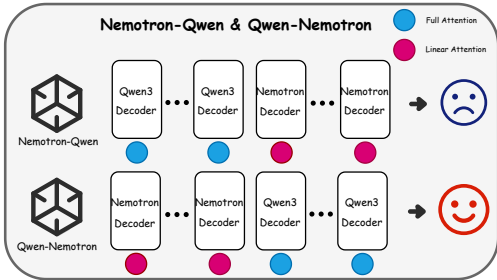 Nemotron-Qwen & Qwen-Nemotron
Full Attention
Linear Attention
Qwen3
Decoder
Qwen3
Decoder
Nemotron
Decoder
Nemotron
Decoder
Nemotron-Qwen
Nemotron
Decoder
Nemotron
Decoder
Qwen3
Decoder
Qwen3
Decoder
Qwen-Nemotron